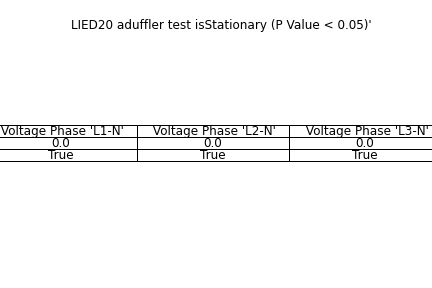 LIED20 aduffler test isStationary (P Value < 0.05)'
Voltage Phase 'L1-N' Voltage Phase 'L2-N' Voltage Phase 'L3-N'
0.0 0.0 0.0
True True True